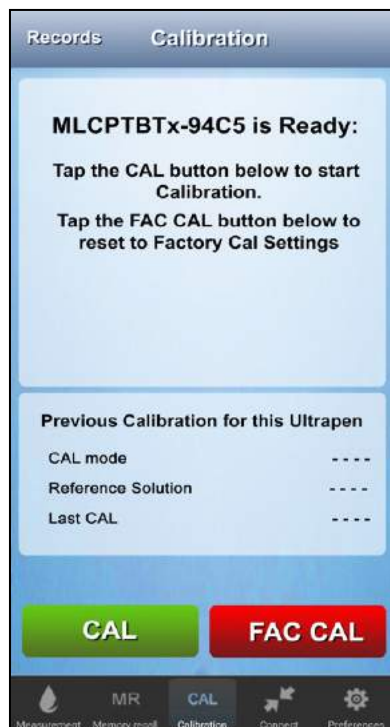 Records Calibration
MLCPTBTx-94C5 is Ready:
Tap the CAL button below to start
Calibration.
Tap the FAC CAL button below to
reset to Factory Cal Settings
Previous Calibration for this Ultrapen
CAL mode ----
Reference Solution ----
Last CAL ----
CAL FAC CAL
MR CAL
Measurement Memory recall Calibration Connect Preferences